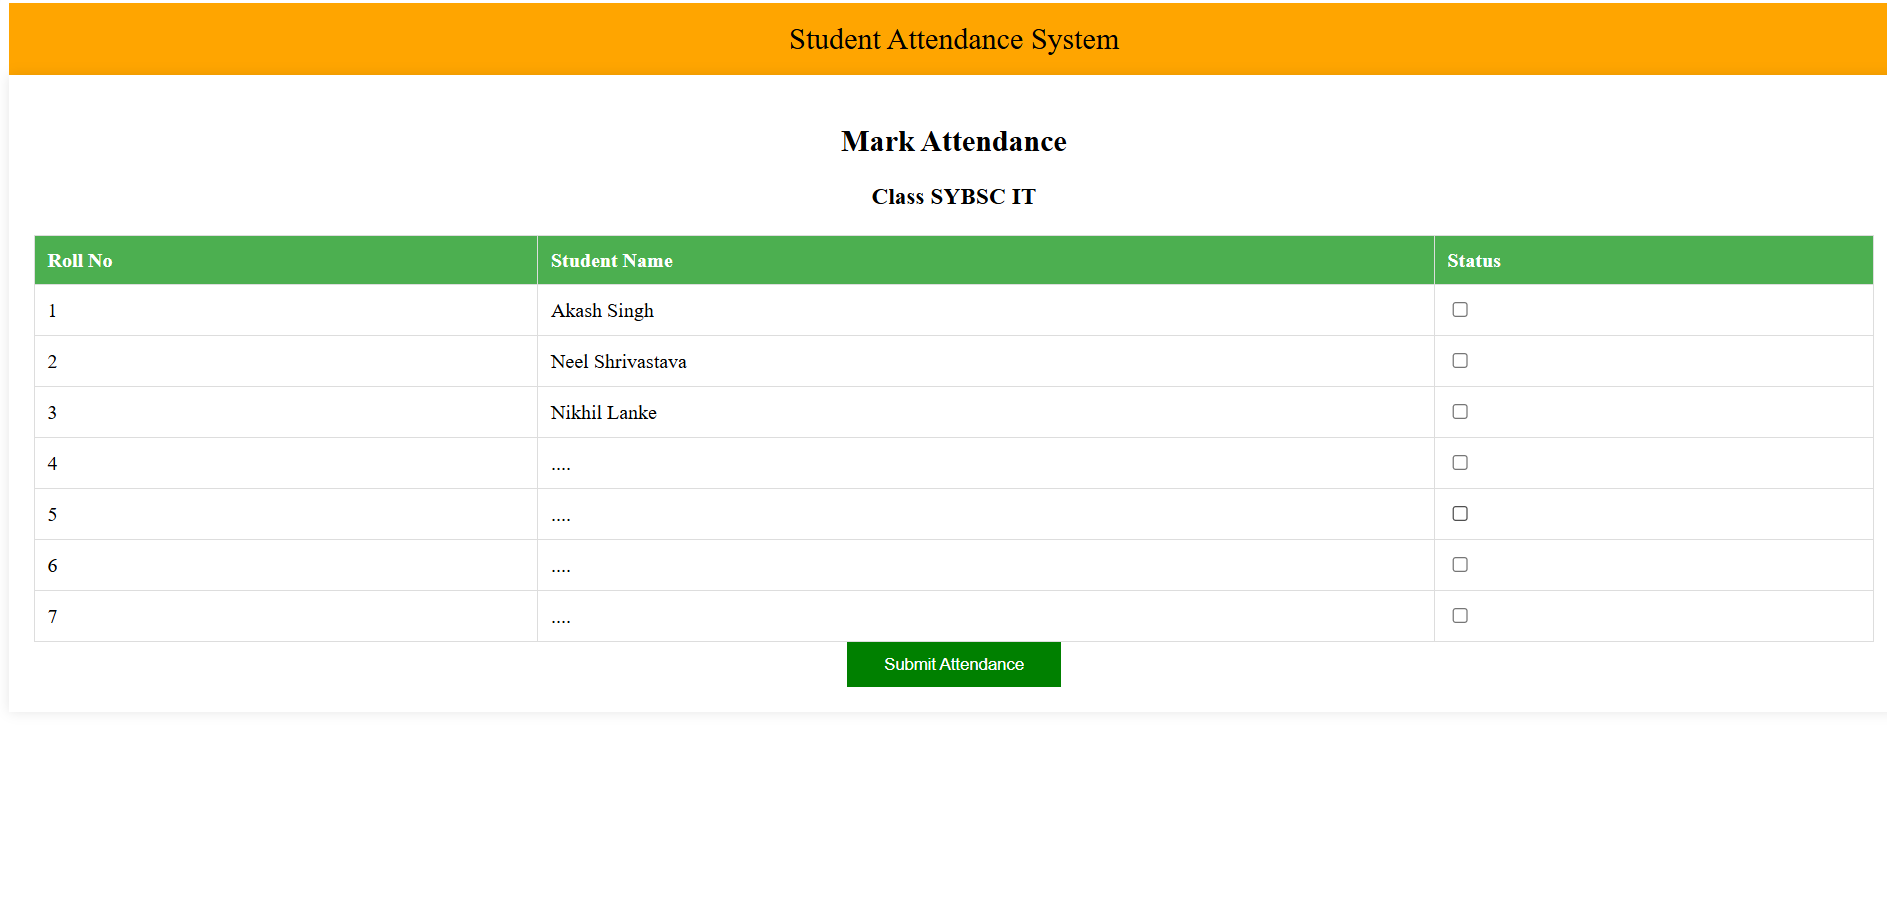 Student Attendance System
Mark Attendance
Class SYBSC IT
Roll No Student Name Status
1 Akash Singh
2 Neel Shrivastava
3 Nikhil Lanke
4 ....
5 ....
6 ....
7 ....
Submit Attendance